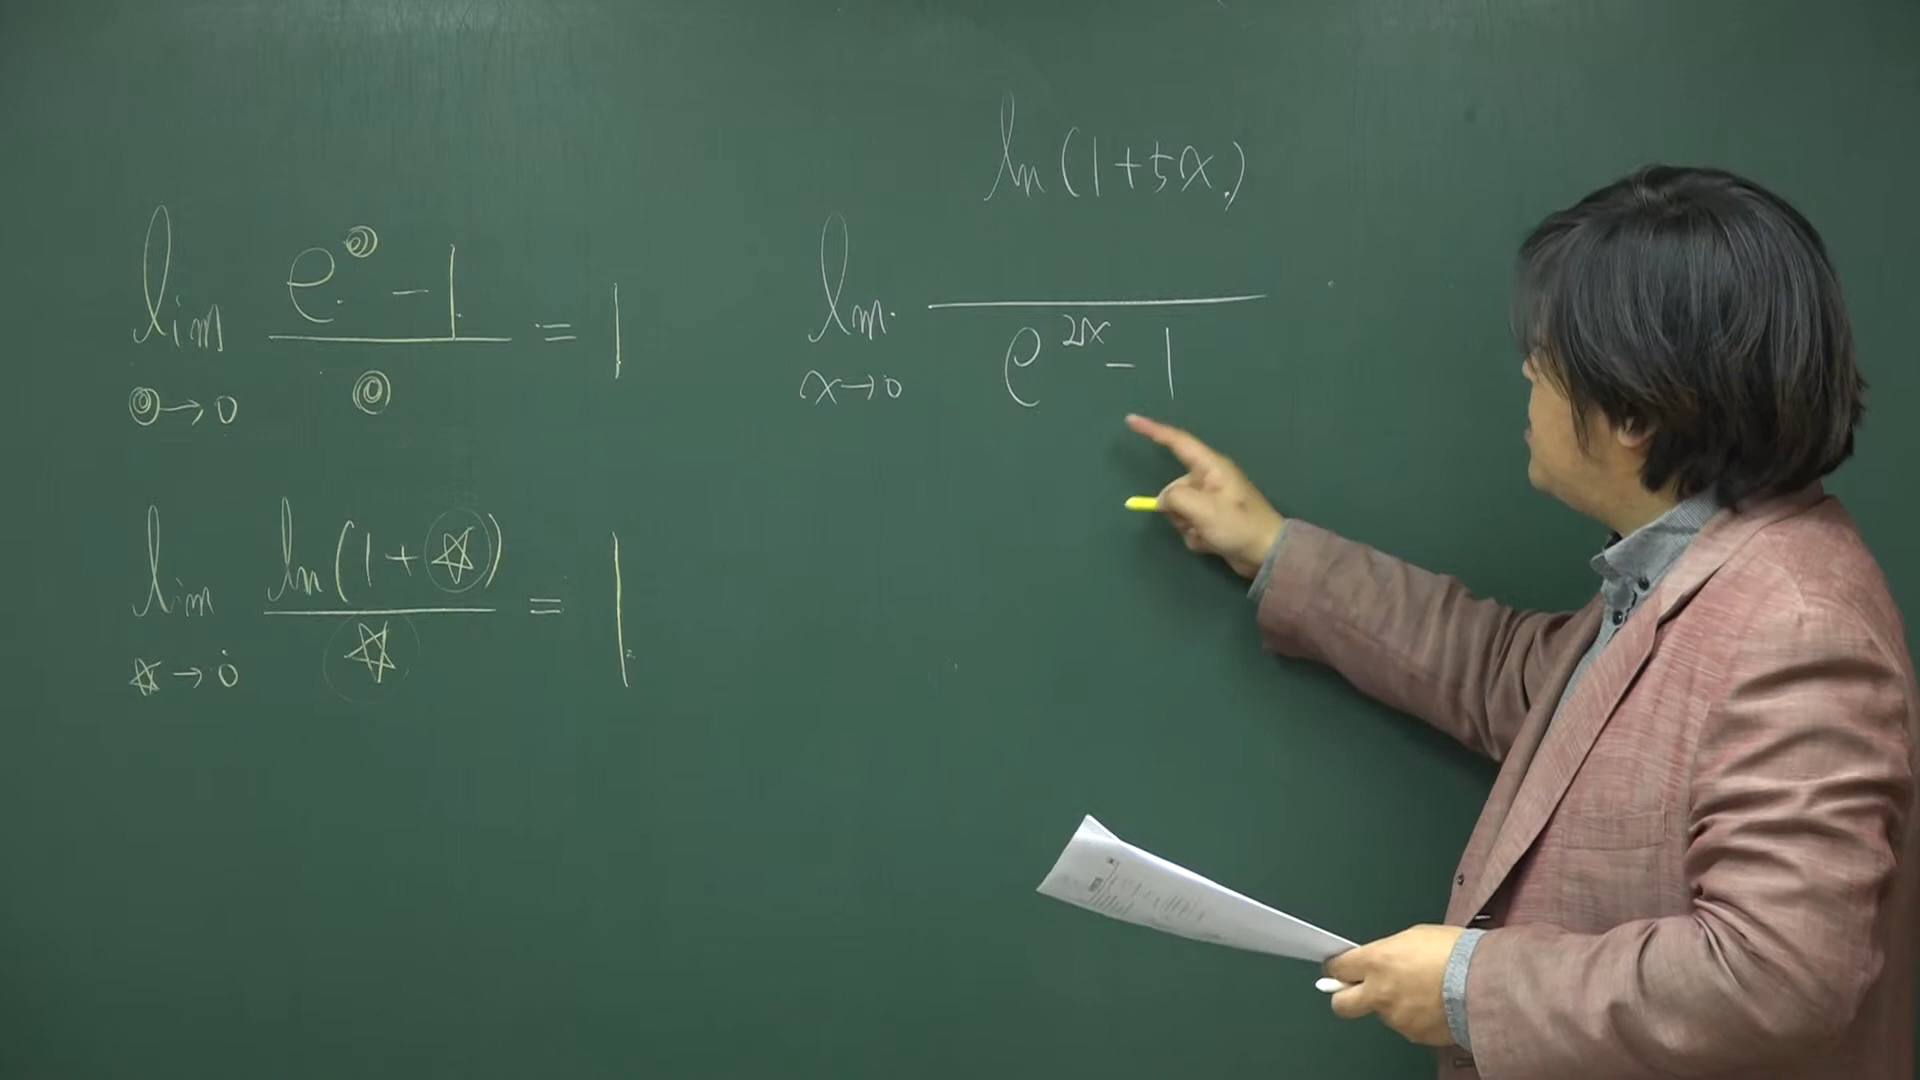 lim e^◎ - 1 / ◎ = 1
◎→0
lim ln(1+☆) / ☆ = 1
☆→0
lim ln(1+5x) / e^2x - 1
x→0